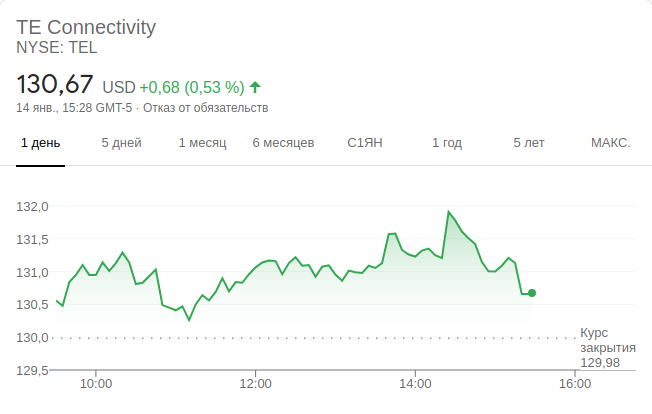 TE Connectivity
NYSE: TEL
130,67 USD +0,68 (0,53 %)
14 янв., 15:28 GMT-5 · Отказ от обязательств
1 день 5 дней 1 месяц 6 месяцев С1ЯН 1 год 5 лет МАКС.
132,0
131,5
131,0
130,5
130,0
129,5
Курс
закрытия
129,98
10:00 12:00 14:00 16:00